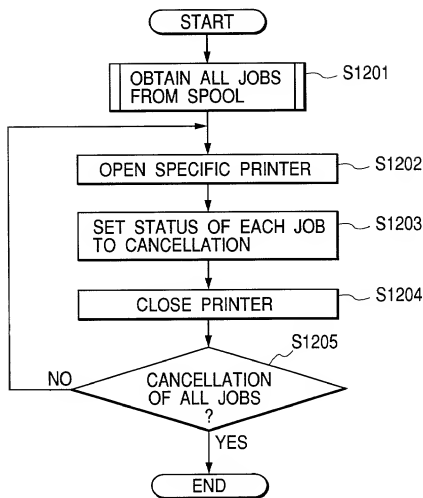 START
OBTAIN ALL JOBS
FROM SPOOL
S1201
OPEN SPECIFIC PRINTER
S1202
SET STATUS OF EACH JOB
TO CANCELLATION
S1203
CLOSE PRINTER
S1204
S1205
CANCELLATION
OF ALL JOBS
?
NO
YES
END